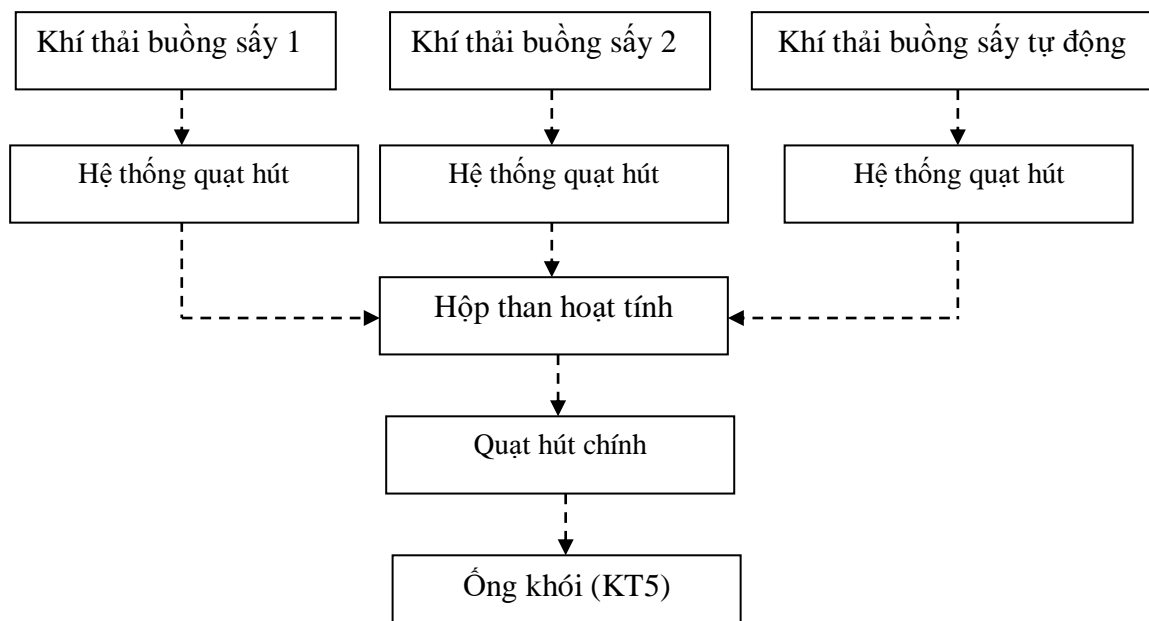 Khí thải buồng sấy 1
Khí thải buồng sấy 2
Khí thải buồng sấy tự động
Hệ thống quạt hút
Hệ thống quạt hút
Hệ thống quạt hút
Hộp than hoạt tính
Quạt hút chính
Ống khói (KT5)